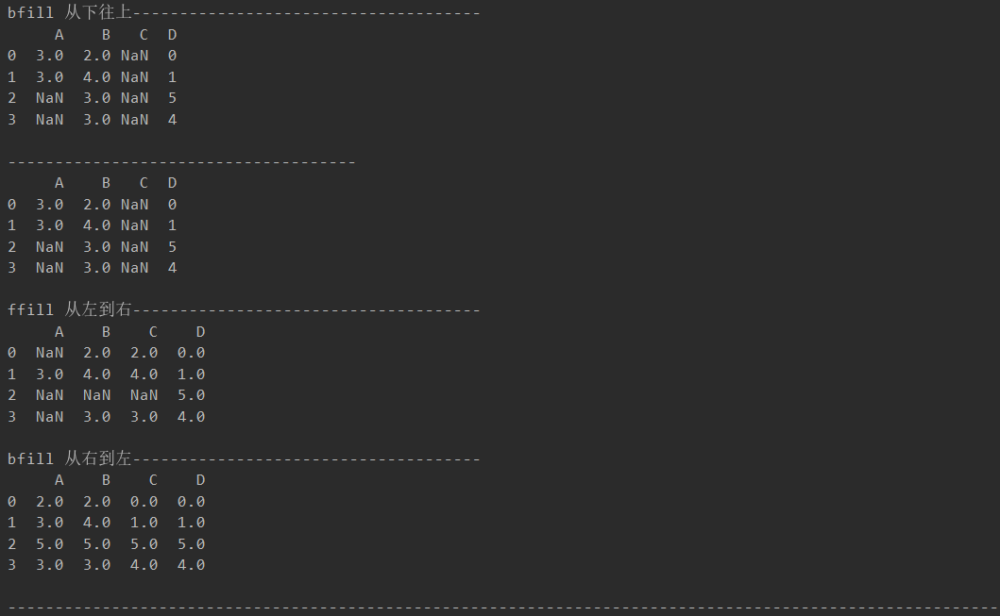 bfill 从下往上-------------------------------------
     A    B   C  D
0  3.0  2.0 NaN  0
1  3.0  4.0 NaN  1
2  NaN  3.0 NaN  5
3  NaN  3.0 NaN  4
-------------------------------------
     A    B   C  D
0  3.0  2.0 NaN  0
1  3.0  4.0 NaN  1
2  NaN  3.0 NaN  5
3  NaN  3.0 NaN  4
ffill 从左到右-------------------------------------
     A    B    C    D
0  NaN  2.0  2.0  0.0
1  3.0  4.0  4.0  1.0
2  NaN  NaN  NaN  5.0
3  NaN  3.0  3.0  4.0
bfill 从右到左-------------------------------------
     A    B    C    D
0  2.0  2.0  0.0  0.0
1  3.0  4.0  1.0  1.0
2  5.0  5.0  5.0  5.0
3  3.0  3.0  4.0  4.0
---------------------------------------------------------------------------------------------------------